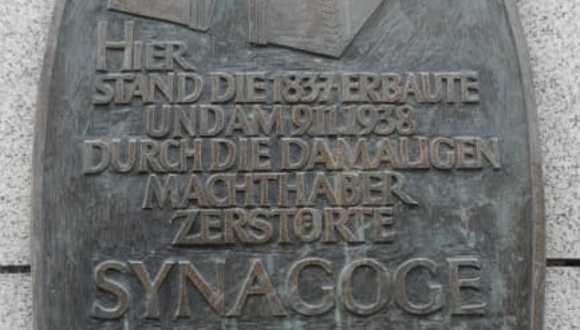 HIER
STAND DIE 1837 ERBAUTE
UND AM 9.11.1938
DURCH DIE DAMALIGEN
MACHTHABER
ZERSTÖRTE
SYNAGOGE